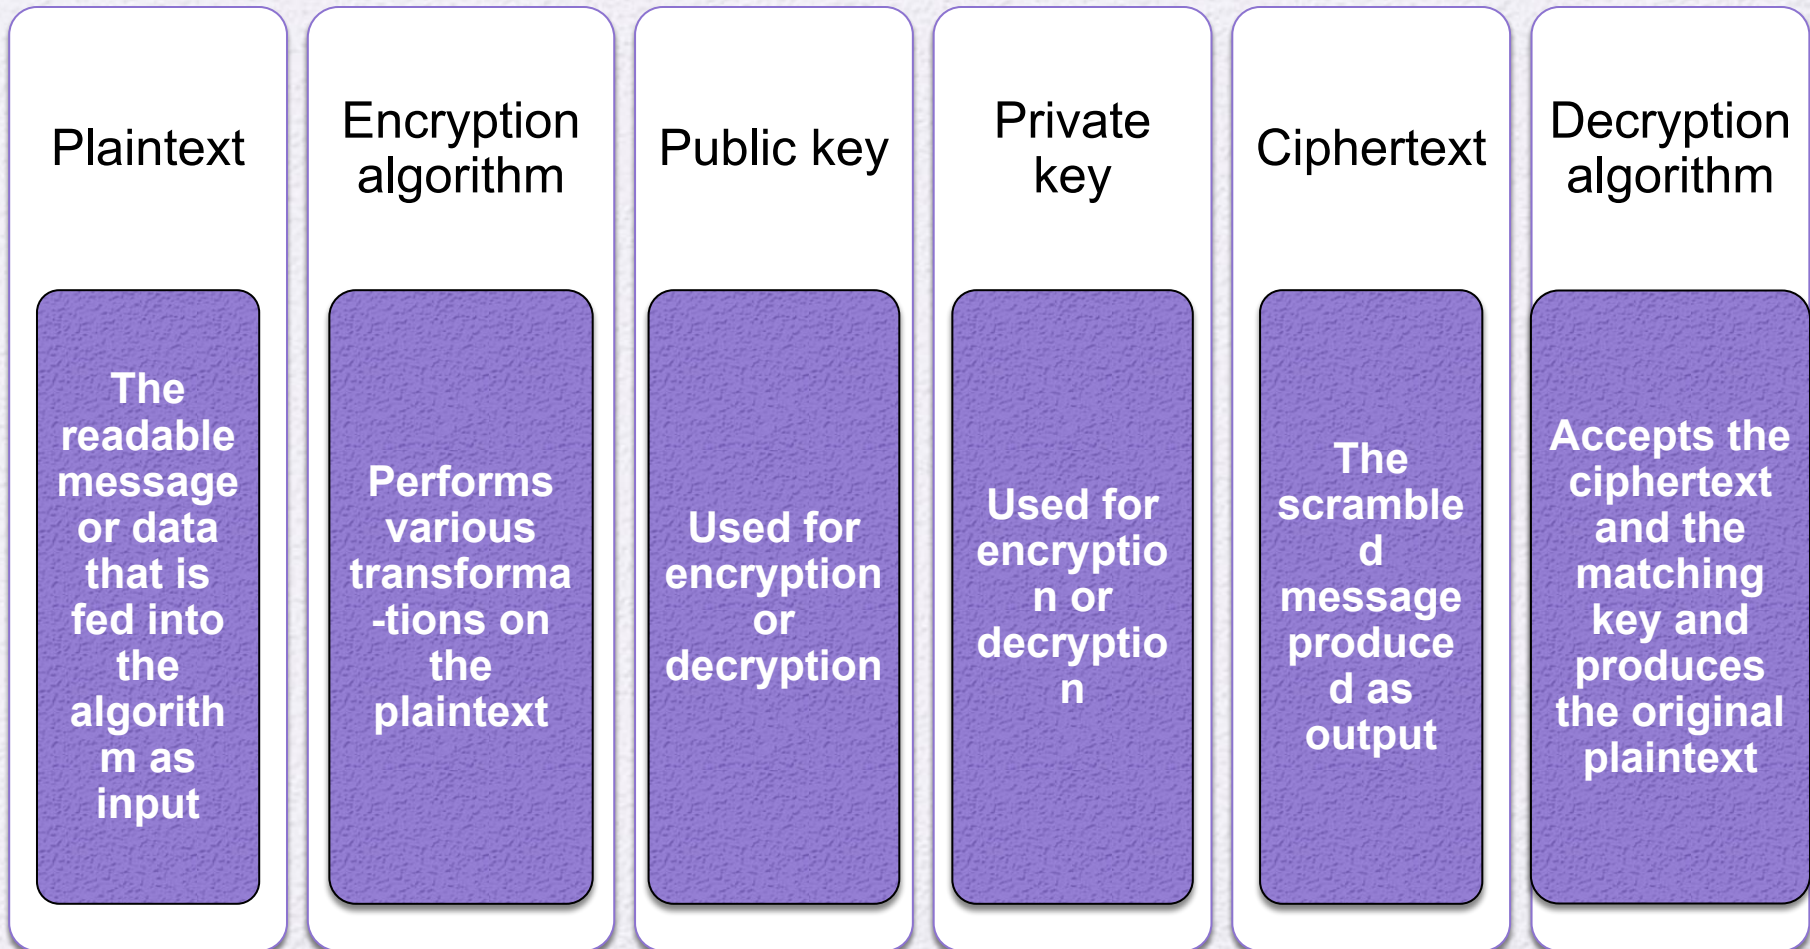 Plaintext
The
readable
message
or data
that is
fed into
the
algorith
m as
input
Encryption
algorithm
Performs
various
transforma
-tions on
the
plaintext
Public key
Used for
encryption
or
decryption
Private
key
Used for
encryptio
n or
decryptio
n
Ciphertext
The
scramble
d
message
produce
d as
output
Decryption
algorithm
Accepts the
ciphertext
and the
matching
key and
produces
the original
plaintext